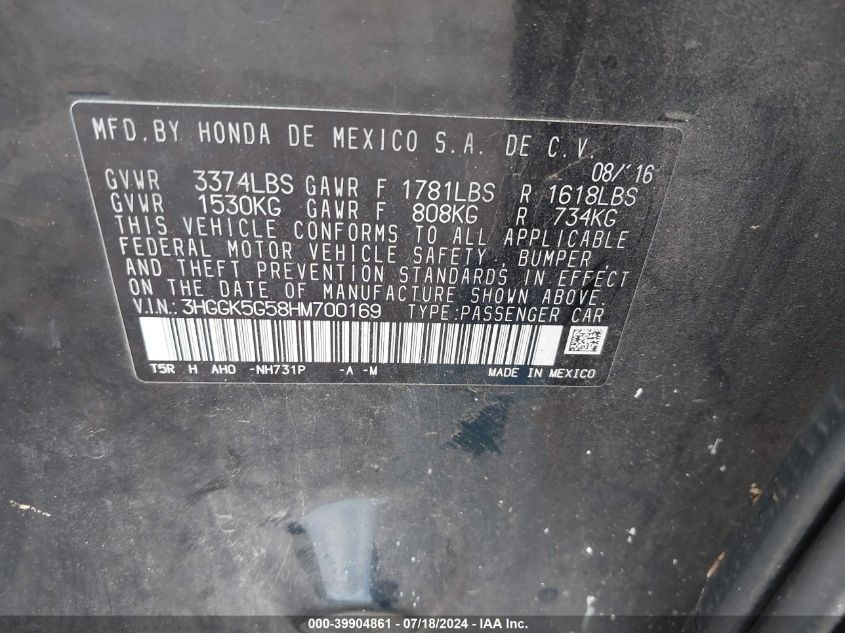 MFD.BY HONDA DE MEXICO S.A. DE C.V.
08/'16
GVWR 3374LBS GAWR F 1781LBS R 1618LBS
GVWR 1530KG GAWR F 808KG R 734KG
THIS VEHICLE CONFORMS TO ALL APPLICABLE
FEDERAL MOTOR VEHICLE SAFETY, BUMPER
AND THEFT PREVENTION STANDARDS IN EFFECT
ON THE DATE OF MANUFACTURE SHOWN ABOVE.
V.I.N.: 3HGGK5G58HM700169 TYPE:PASSENGER CAR
T5R H AHO -NH731P -A -M MADE IN MEXICO
000-39904861 - 07/18/2024 - IAA Inc.